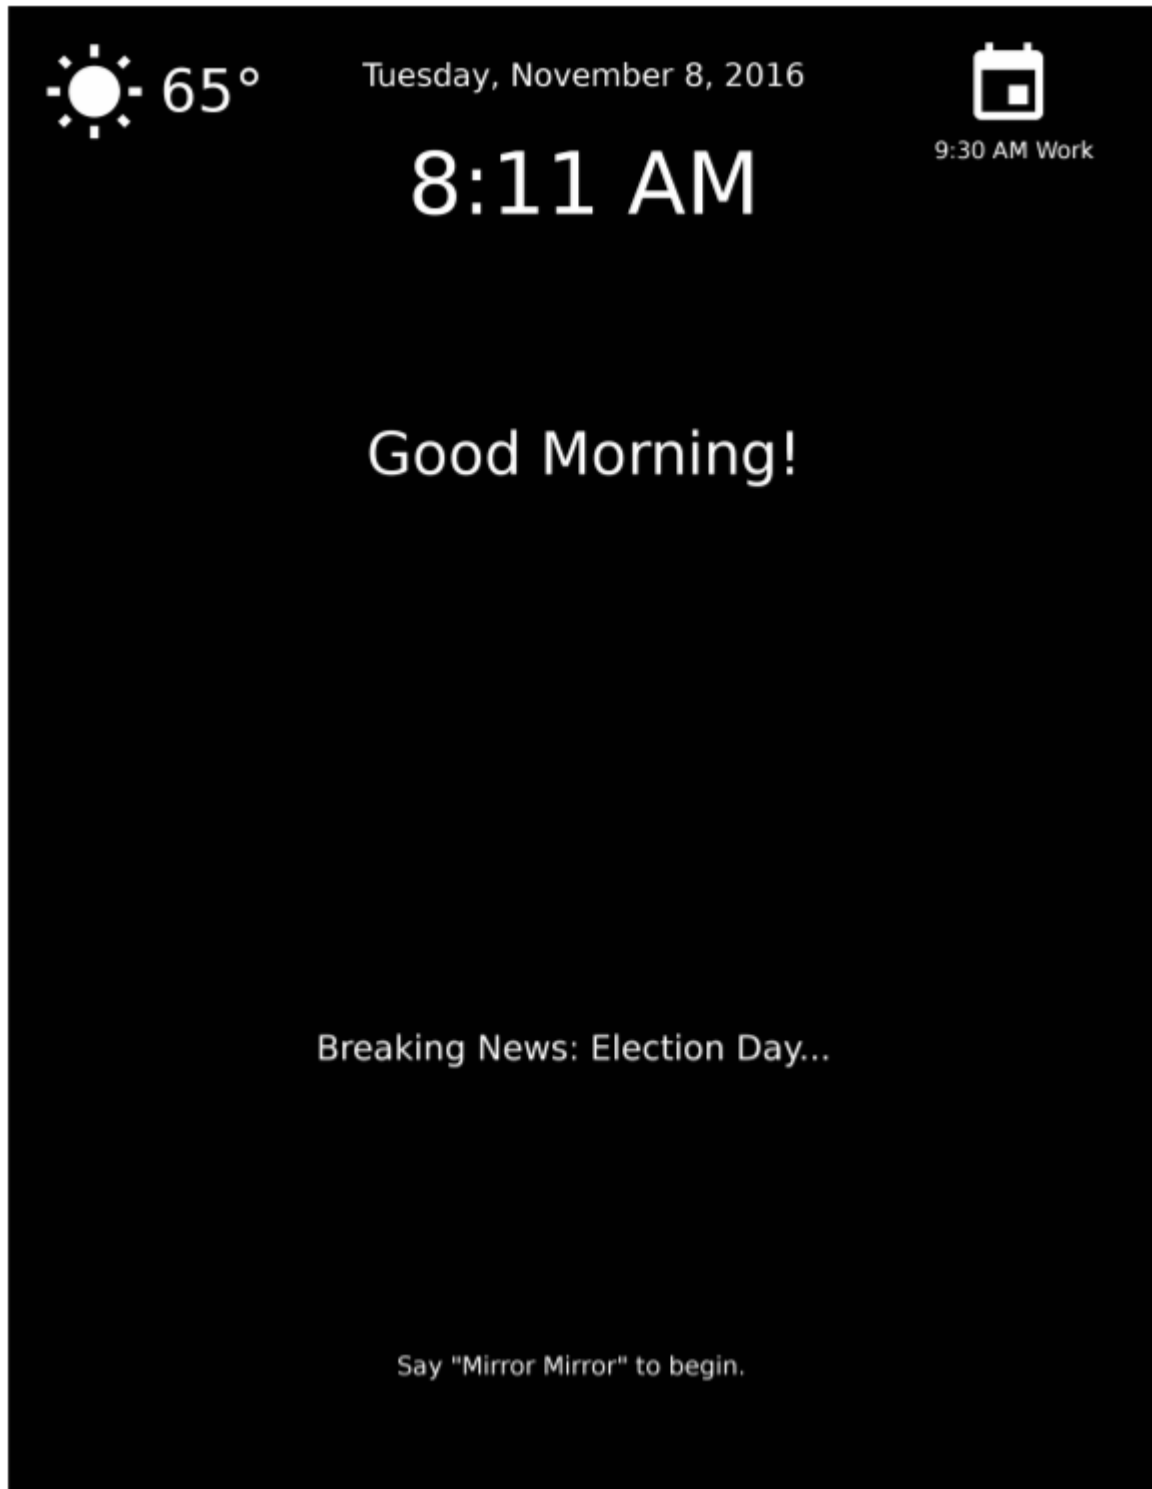 65°
Tuesday, November 8, 2016
8:11 AM
9:30 AM Work
Good Morning!
Breaking News: Election Day...
Say "Mirror Mirror" to begin.